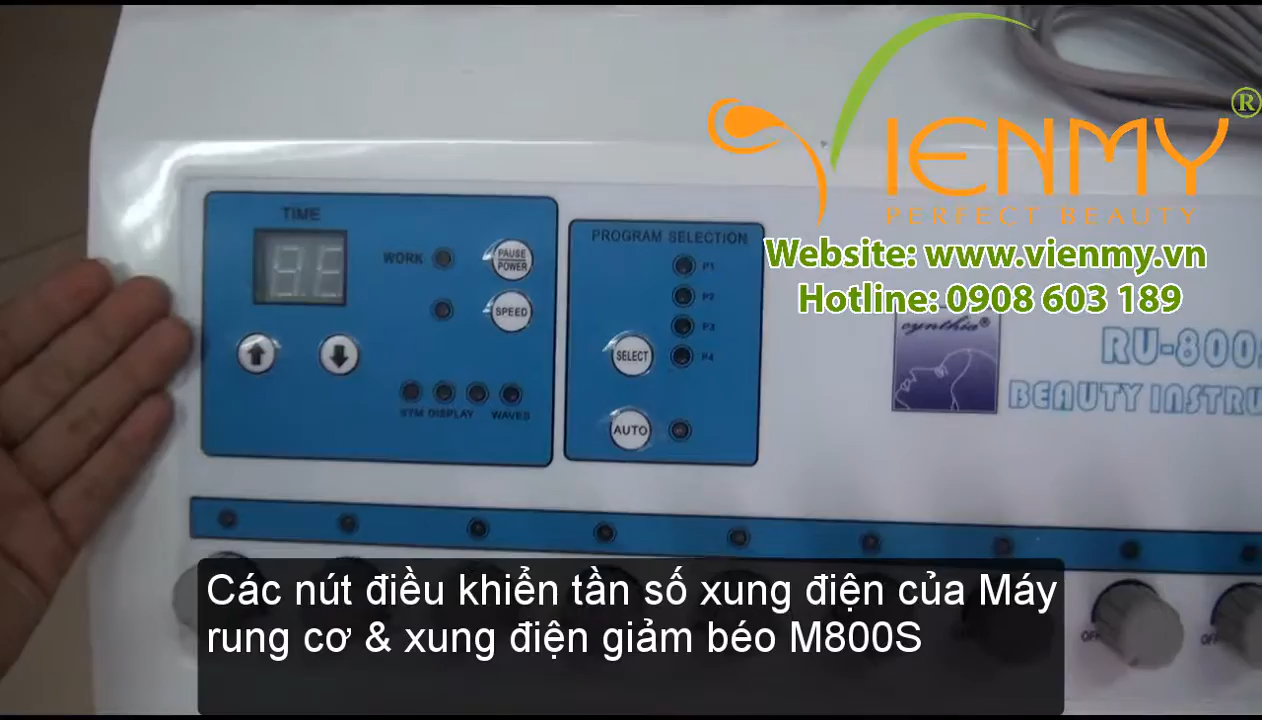 ®
VIENMY
PERFECT BEAUTY
Website: www.vienmy.vn
Hotline: 0908 603 189
TIME
WORK
PAUSE
POWER
SPEED
SYM DISPLAY WAVES
PROGRAM SELECTION
P1
P2
P3
P4
SELECT
AUTO
cynthia®
RU-800
BEAUTY INSTRU
OFF
OFF
Các nút điều khiển tần số xung điện của Máy
rung cơ & xung điện giảm béo M800S